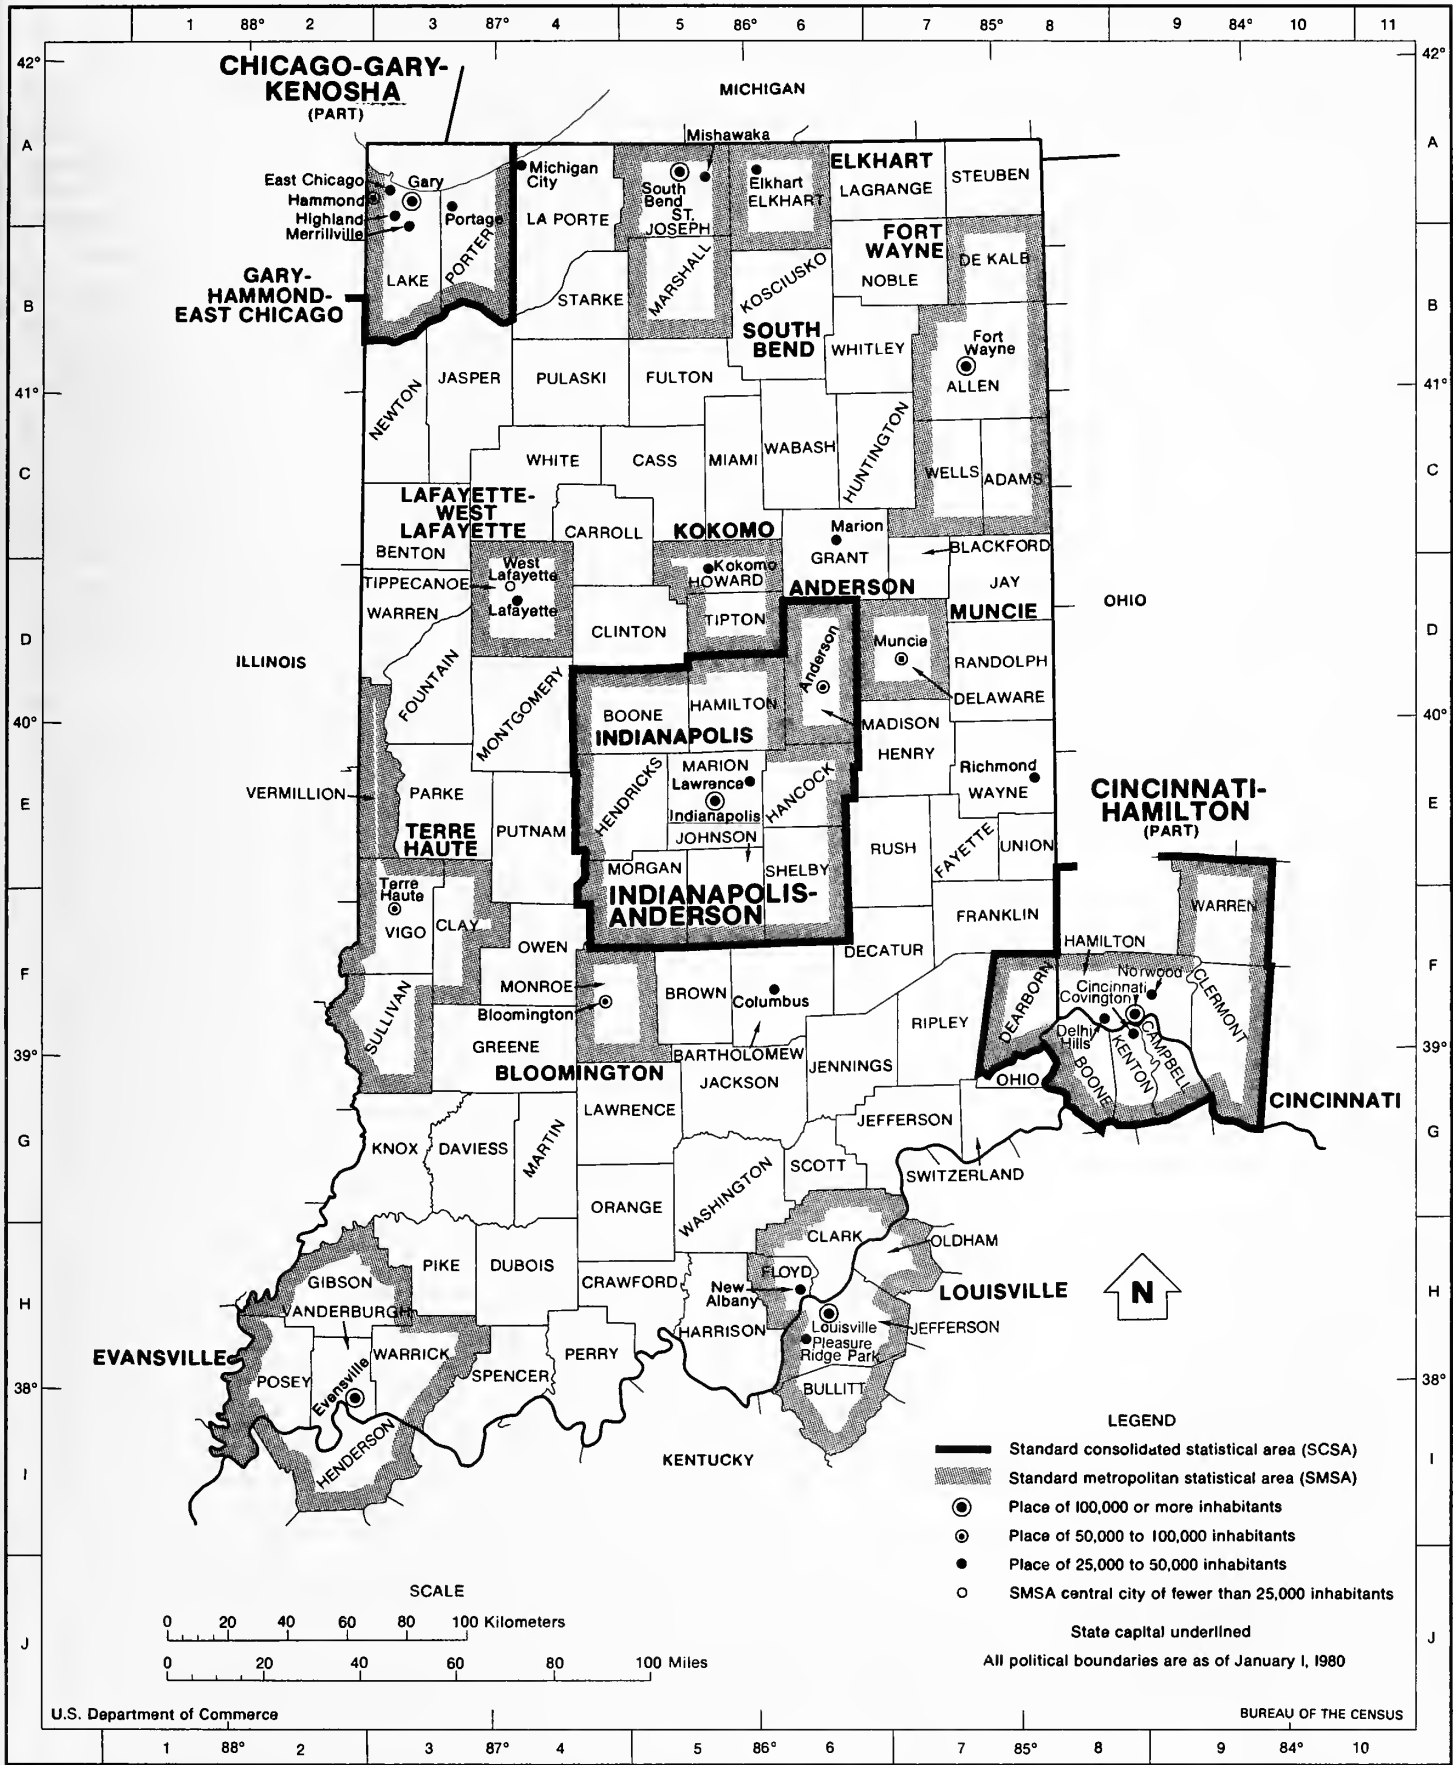 1 88° 2 3 87° 4 5 86° 6 7 85° 8 9 84° 10 11
42° 42°
CHICAGO-GARY-
KENOSHA
(PART)
MICHIGAN
A A
Mishawaka
East Chicago
Hammond
Highland
Merrillville
Gary
Portage
LAKE
PORTER
Michigan
City
LA PORTE
South
Bend
ST.
JOSEPH
Elkhart
ELKHART
ELKHART
LAGRANGE
STEUBEN
FORT
WAYNE
NOBLE
DE KALB
GARY-
HAMMOND-
EAST CHICAGO
B B
STARKE
MARSHALL
KOSCIUSKO
SOUTH
BEND
WHITLEY
Fort
Wayne
ALLEN
41° 41°
NEWTON
JASPER
PULASKI
FULTON
HUNTINGTON
WABASH
WHITE
CASS
MIAMI
C C
WELLS
ADAMS
LAFAYETTE-
WEST
LAFAYETTE
CARROLL
KOKOMO
Marion
GRANT
BLACKFORD
BENTON
JAY
West
Lafayette
TIPPECANOE
Lafayette
WARREN
Kokomo
HOWARD
ANDERSON
MUNCIE
OHIO
TIPTON
CLINTON
D D
Anderson
Muncie
RANDOLPH
DELAWARE
ILLINOIS
FOUNTAIN
MONTGOMERY
BOONE
HAMILTON
INDIANAPOLIS
MADISON
40° 40°
HENRY
VERMILLION
PARKE
HENDRICKS
MARION
Lawrence
Indianapolis
HANCOCK
Richmond
WAYNE
CINCINNATI-
HAMILTON
(PART)
E E
TERRE
HAUTE
PUTNAM
JOHNSON
RUSH
FAYETTE
UNION
MORGAN
SHELBY
INDIANAPOLIS-
ANDERSON
Terre
Haute
VIGO
CLAY
FRANKLIN
WARREN
OWEN
DECATUR
HAMILTON
F F
MONROE
Bloomington
BROWN
Columbus
DEARBORN
Norwood
Cincinnati
Covington
CLERMONT
SULLIVAN
RIPLEY
Delhi
Hills
CAMPBELL
KENTON
BOONE
GREENE
BARTHOLOMEW
39° 39°
BLOOMINGTON
JACKSON
JENNINGS
OHIO
CINCINNATI
LAWRENCE
JEFFERSON
G G
KNOX
DAVIESS
MARTIN
SCOTT
SWITZERLAND
WASHINGTON
ORANGE
CLARK
OLDHAM
PIKE
DUBOIS
GIBSON
CRAWFORD
FLOYD
New
Albany
LOUISVILLE
N
H H
VANDERBURGH
HARRISON
Louisville
Pleasure
Ridge Park
JEFFERSON
EVANSVILLE
WARRICK
PERRY
POSEY
Evansville
SPENCER
BULLITT
38° 38°
HENDERSON
KENTUCKY
I I
LEGEND
Standard consolidated statistical area (SCSA)
Standard metropolitan statistical area (SMSA)
Place of 100,000 or more inhabitants
Place of 50,000 to 100,000 inhabitants
Place of 25,000 to 50,000 inhabitants
SMSA central city of fewer than 25,000 inhabitants
State capital underlined
All political boundaries are as of January 1, 1980
SCALE
0 20 40 60 80 100 Kilometers
0 20 40 60 80 100 Miles
J J
U.S. Department of Commerce
BUREAU OF THE CENSUS
1 88° 2 3 87° 4 5 86° 6 7 85° 8 9 84° 10